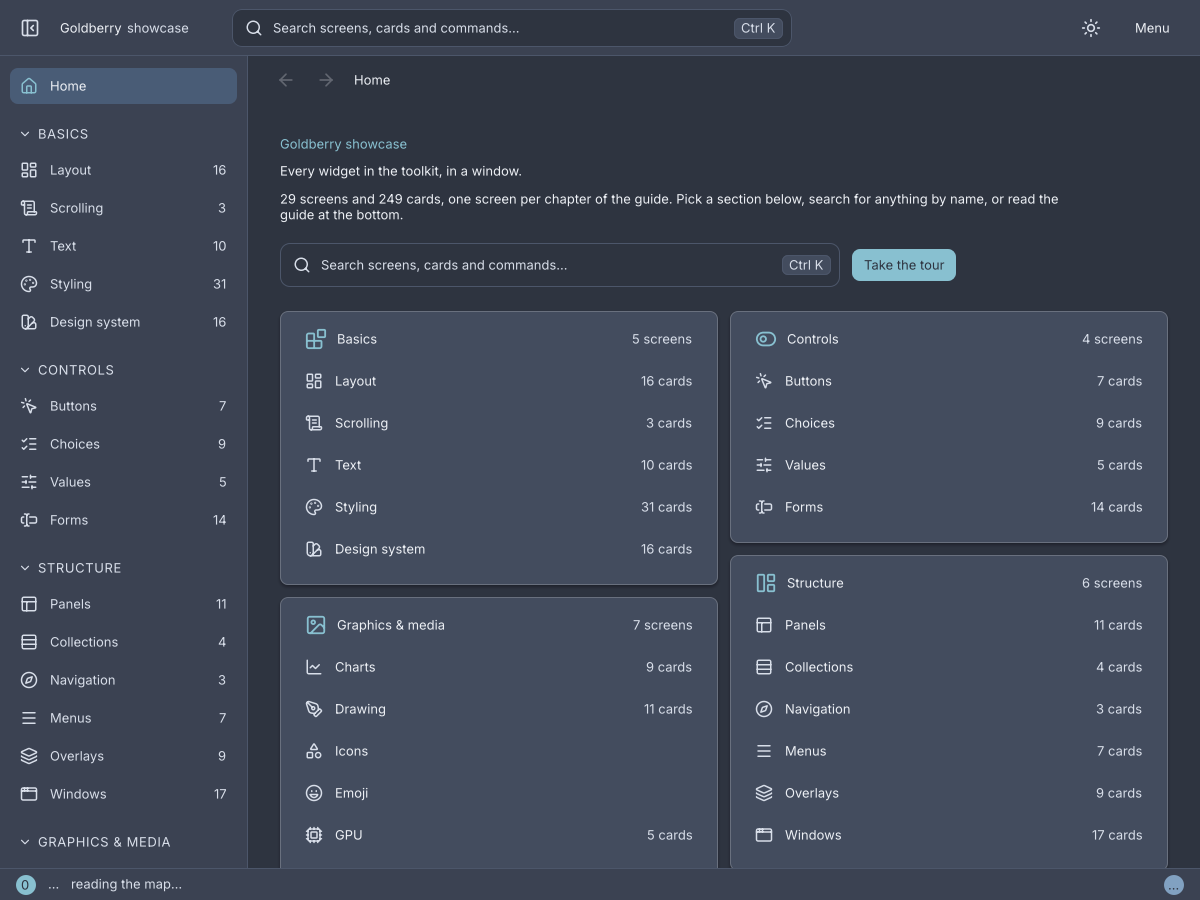 Goldberry showcase
Search screens, cards and commands...
Ctrl K
Menu
Home
BASICS
Layout 16
Scrolling 3
Text 10
Styling 31
Design system 16
CONTROLS
Buttons 7
Choices 9
Values 5
Forms 14
STRUCTURE
Panels 11
Collections 4
Navigation 3
Menus 7
Overlays 9
Windows 17
GRAPHICS & MEDIA
Home
Goldberry showcase
Every widget in the toolkit, in a window.
29 screens and 249 cards, one screen per chapter of the guide. Pick a section below, search for anything by name, or read the
guide at the bottom.
Search screens, cards and commands...
Ctrl K
Take the tour
Basics 5 screens
Layout 16 cards
Scrolling 3 cards
Text 10 cards
Styling 31 cards
Design system 16 cards
Graphics & media 7 screens
Charts 9 cards
Drawing 11 cards
Icons
Emoji
GPU 5 cards
Controls 4 screens
Buttons 7 cards
Choices 9 cards
Values 5 cards
Forms 14 cards
Structure 6 screens
Panels 11 cards
Collections 4 cards
Navigation 3 cards
Menus 7 cards
Overlays 9 cards
Windows 17 cards
0 ... reading the map...
...